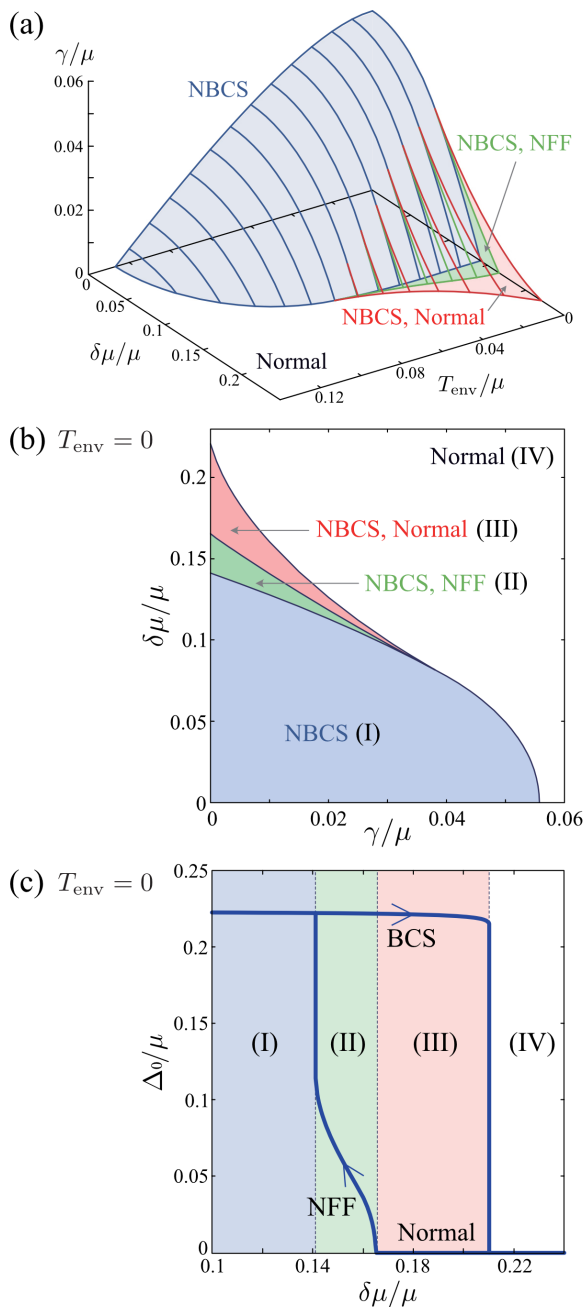 (a)
γ/μ
0.06
0.04
0.02
0
NBCS
NBCS, NFF
NBCS, Normal
0.05
0.1
0.15
0.2
δμ/μ
Normal
0.12
0.08
0.04
0
T_env/μ
(b) T_env = 0
Normal (IV)
NBCS, Normal (III)
NBCS, NFF (II)
NBCS (I)
δμ/μ
0.2
0.15
0.1
0.05
0
0 0.02 0.04 0.06
γ/μ
(c) T_env = 0
Δ₀/μ
0.25
0.2
0.15
0.1
0.05
0
BCS
(I) (II) (III) (IV)
NFF
Normal
0.1 0.14 0.18 0.22
δμ/μ